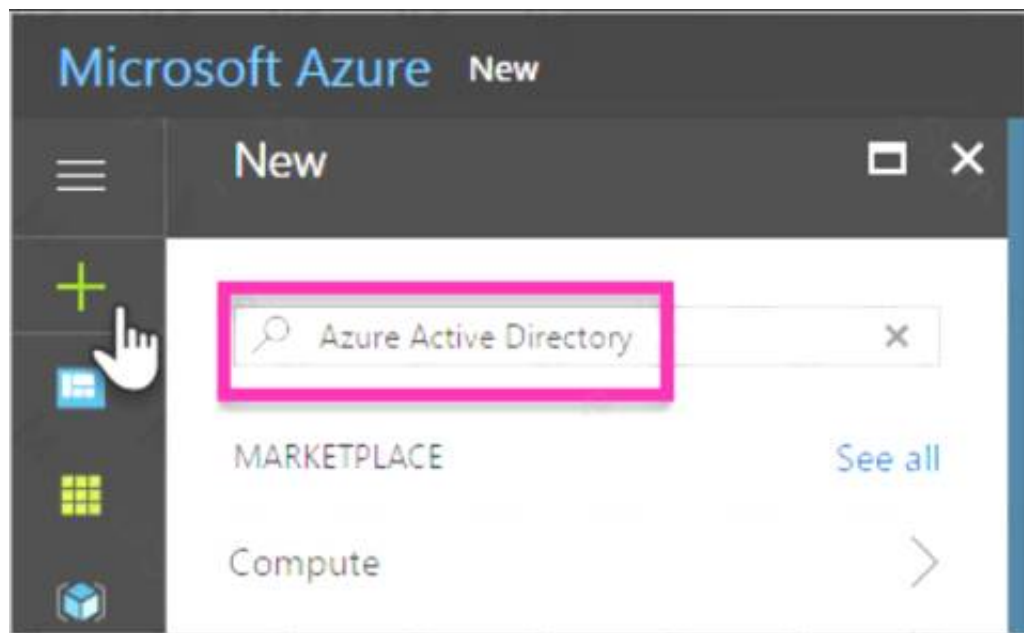 Microsoft Azure New
New
Azure Active Directory
MARKETPLACE See all
Compute